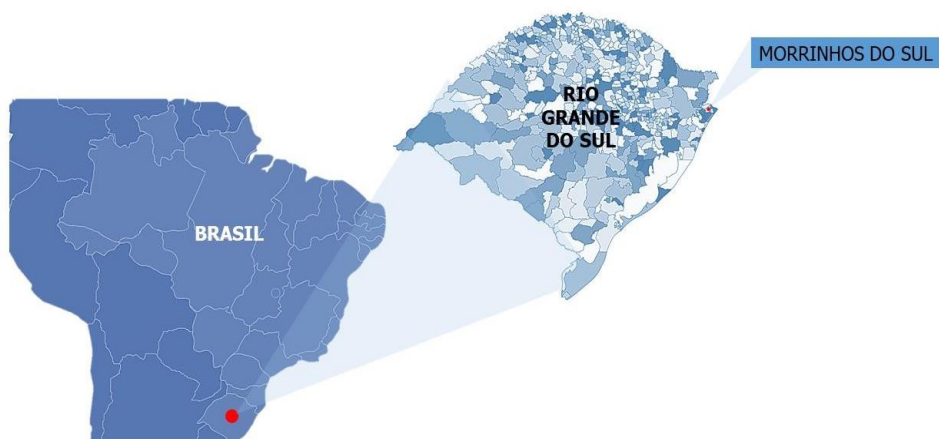 MORRINHOS DO SUL
RIO
GRANDE
DO SUL
BRASIL